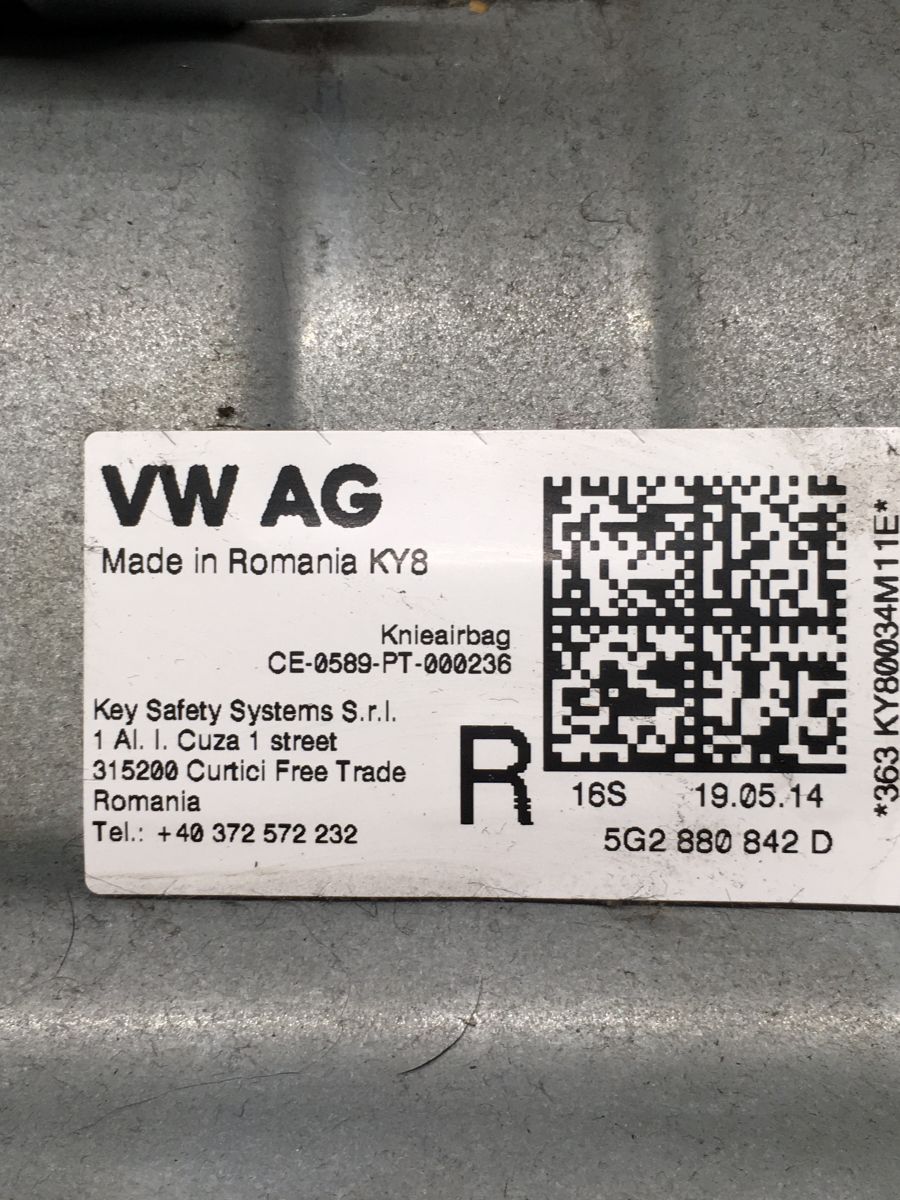 VW AG
Made in Romania KY8
Knieairbag
CE-0589-PT-000236
Key Safety Systems S.r.l.
1 Al. I. Cuza 1 street
315200 Curtici Free Trade
Romania
Tel.: +40 372 572 232
R
16S 19.05.14
5G2 880 842 D
*363 KY80034M11E*